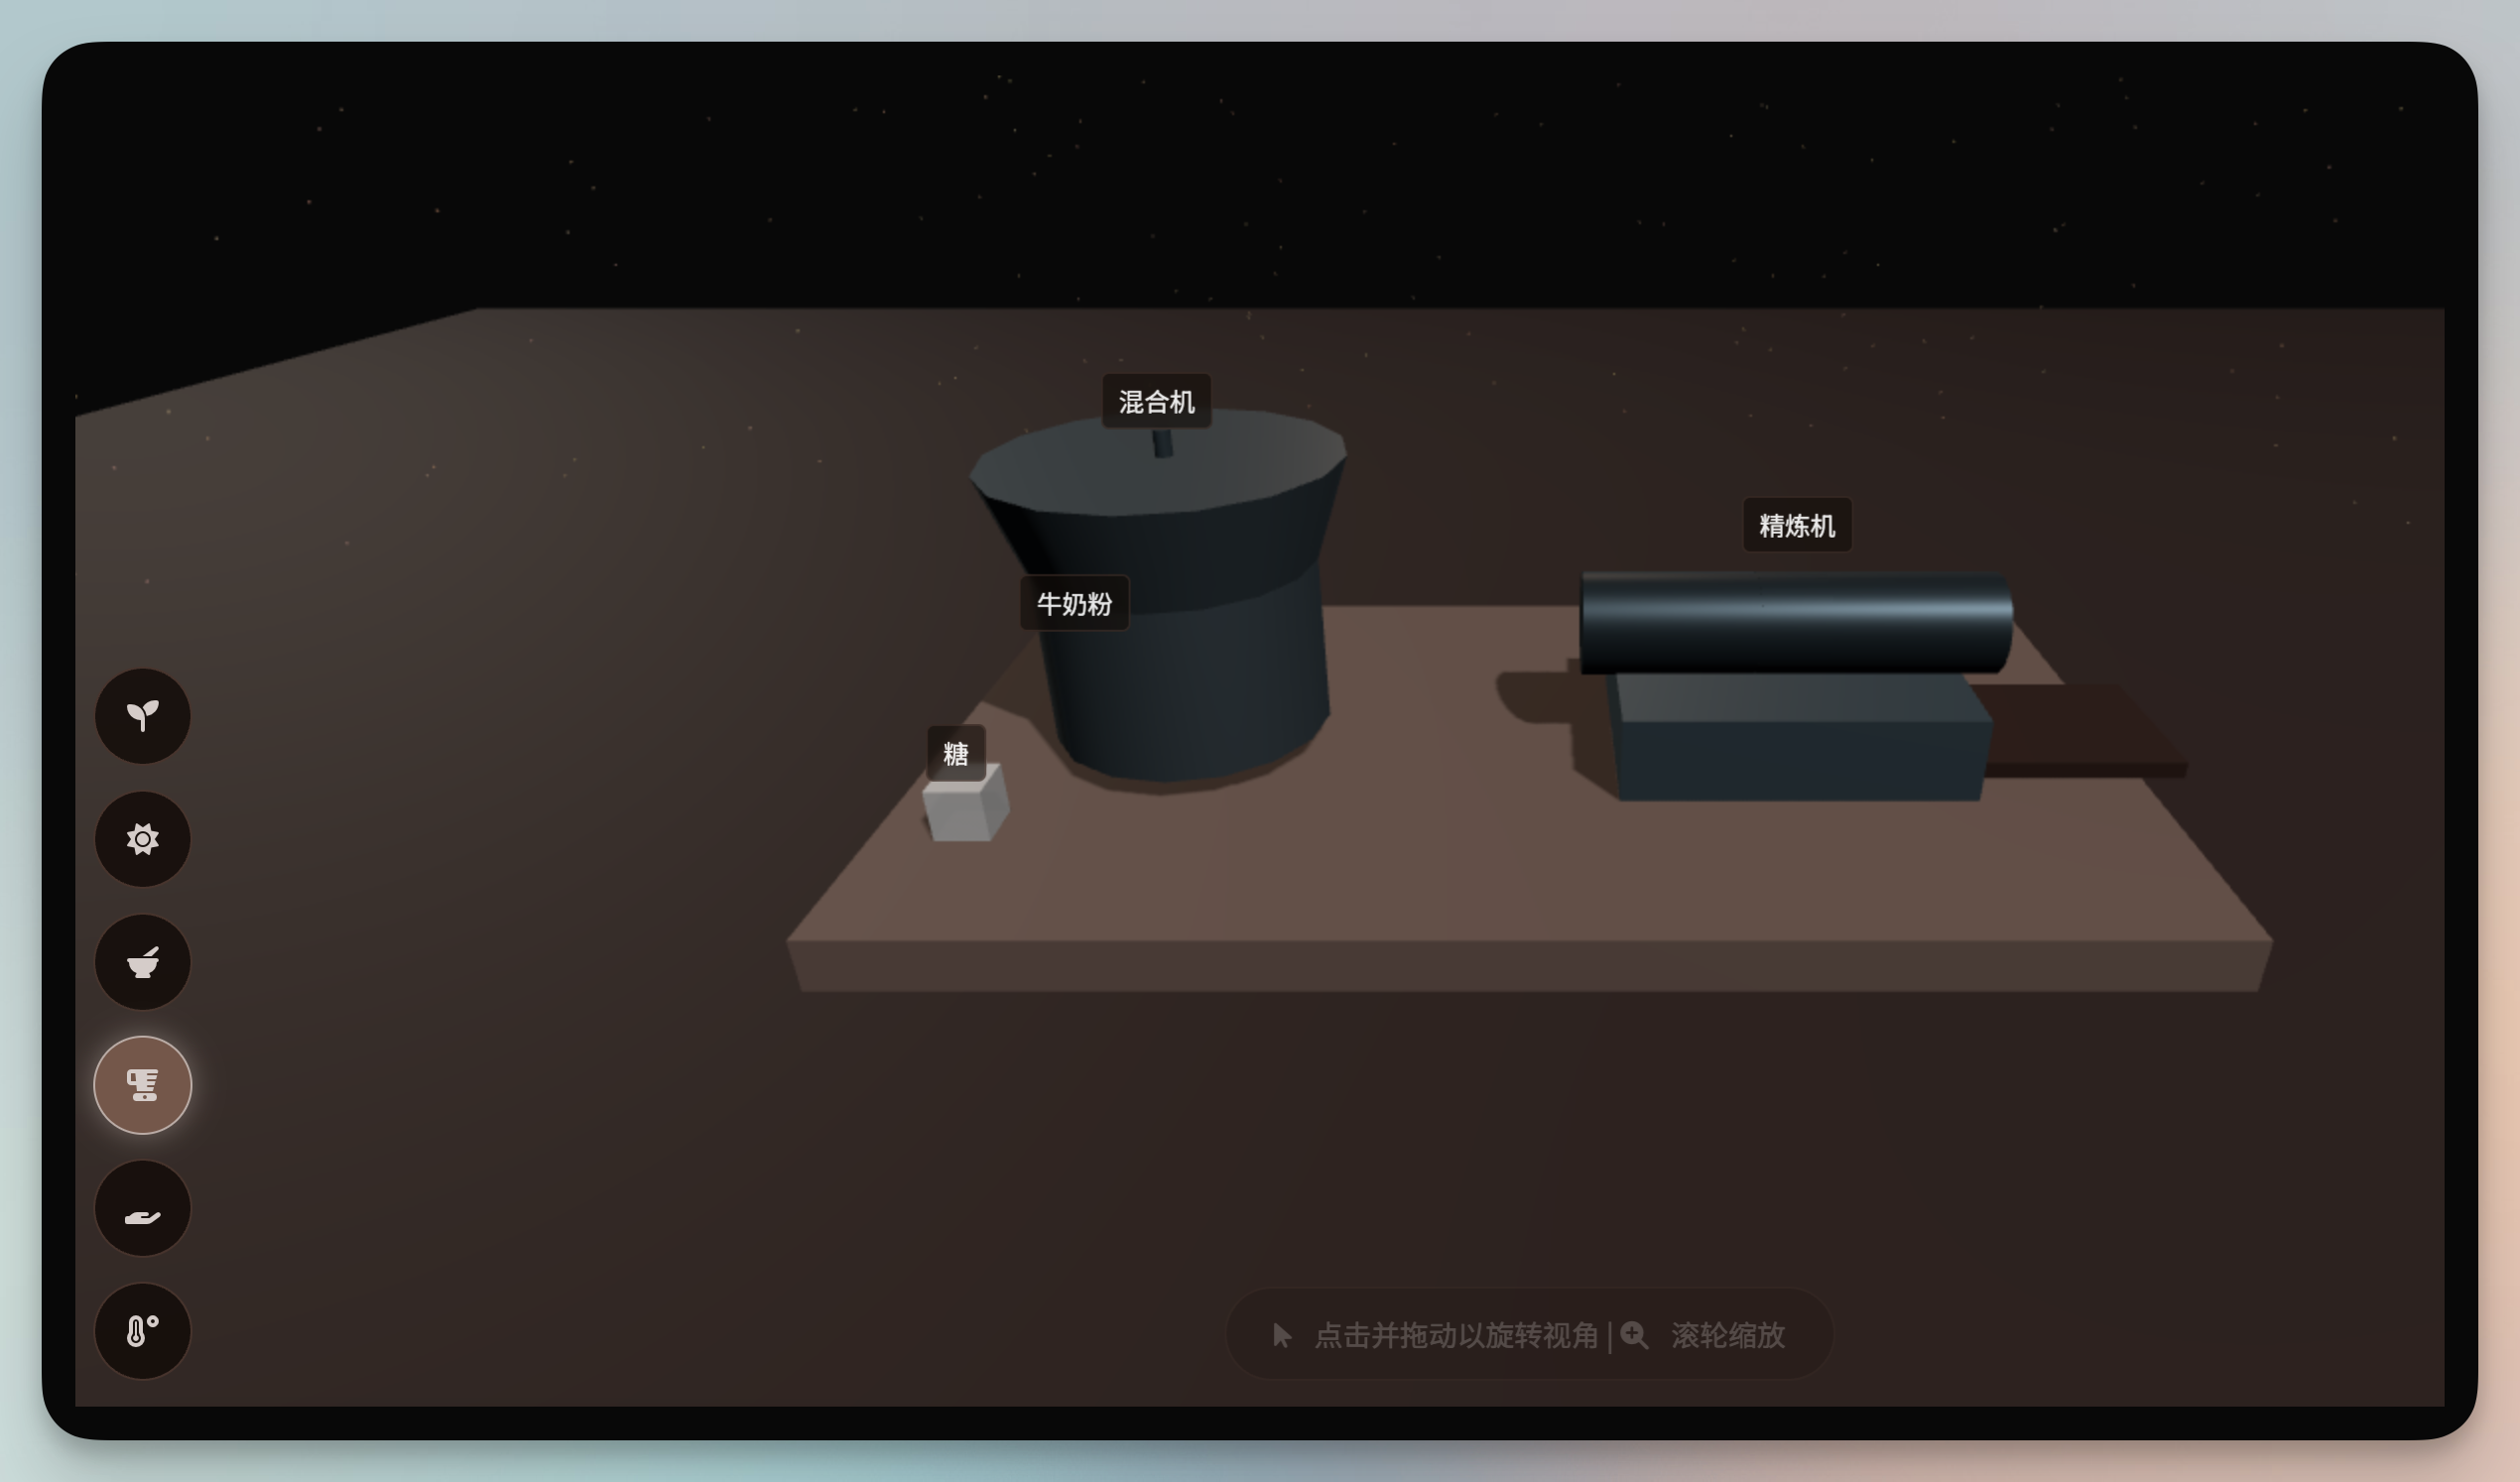 混合机
精炼机
牛奶粉
糖
点击并拖动以旋转视角 | 滚轮缩放